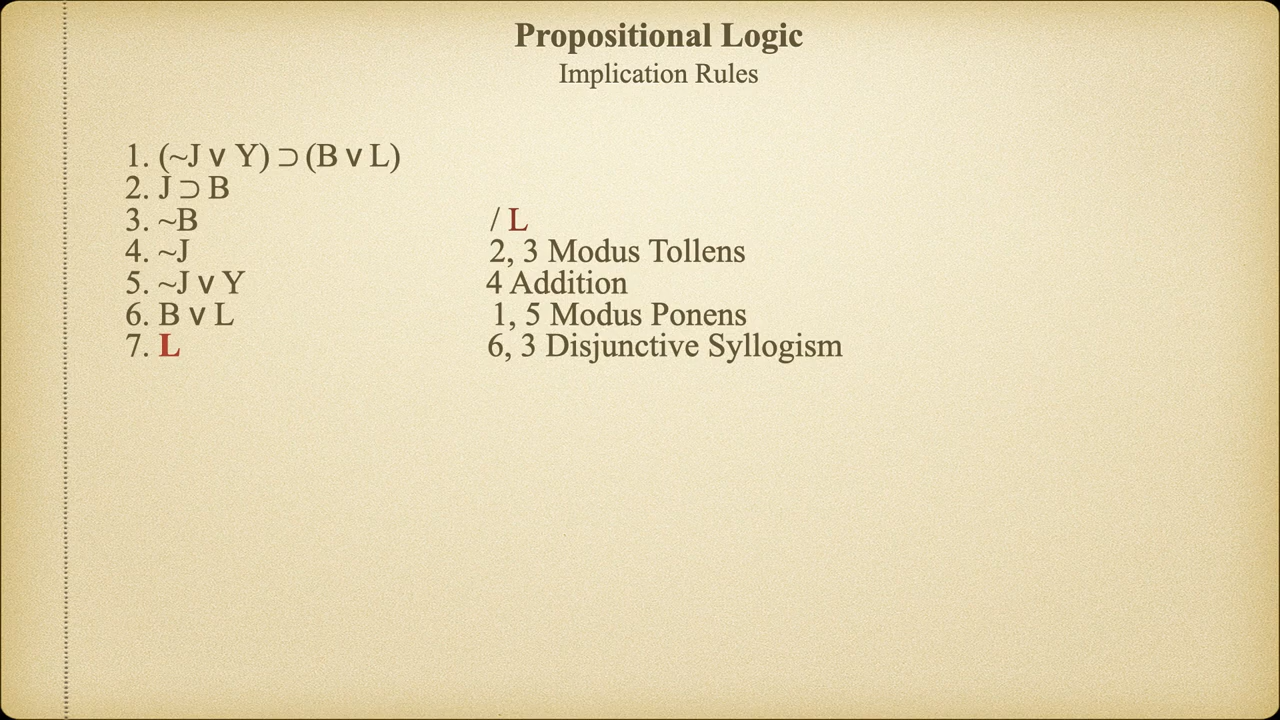 Propositional Logic
Implication Rules
1. (~J v Y) ⊃ (B v L)
2. J ⊃ B
3. ~B / L
4. ~J 2, 3 Modus Tollens
5. ~J v Y 4 Addition
6. B v L 1, 5 Modus Ponens
7. L 6, 3 Disjunctive Syllogism